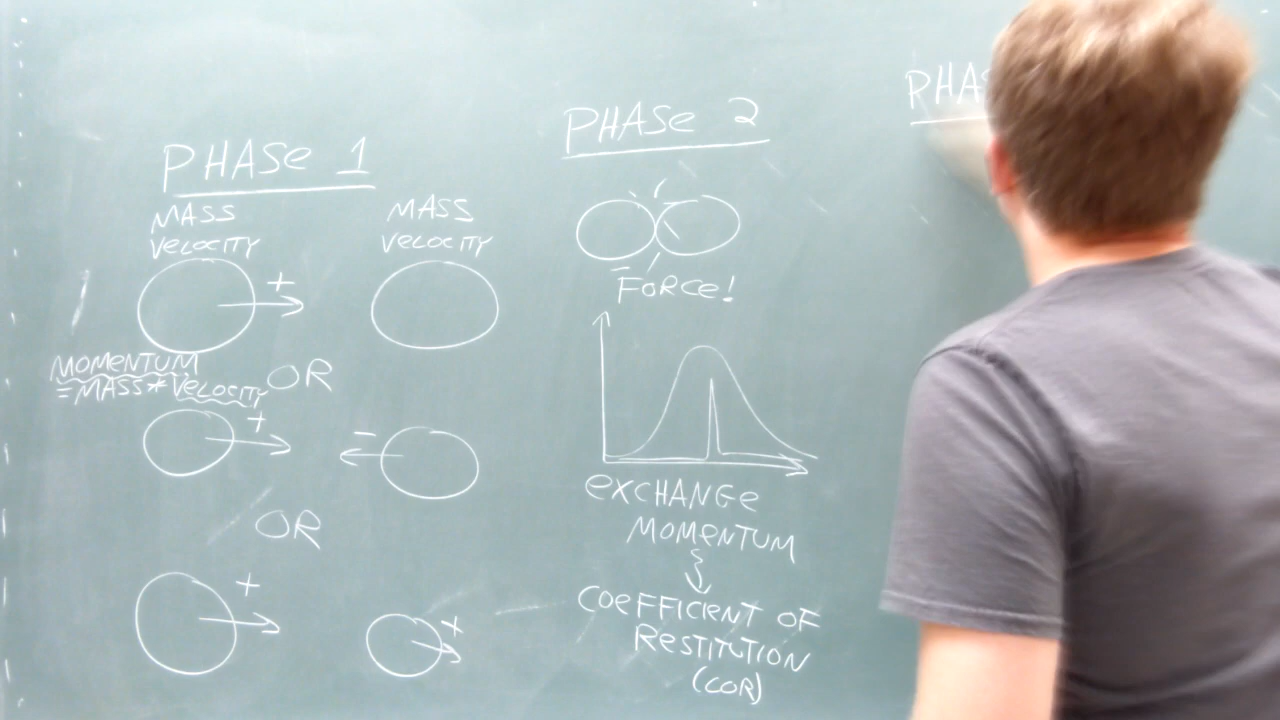 PHASE 1
MASS
VELOCITY
MASS
VELOCITY
+
MOMENTUM
= MASS * VELOCITY
OR
+
-
OR
+
+
PHASE 2
FORCE!
EXCHANGE
MOMENTUM
COEFFICIENT OF
RESTITUTION
(COR)